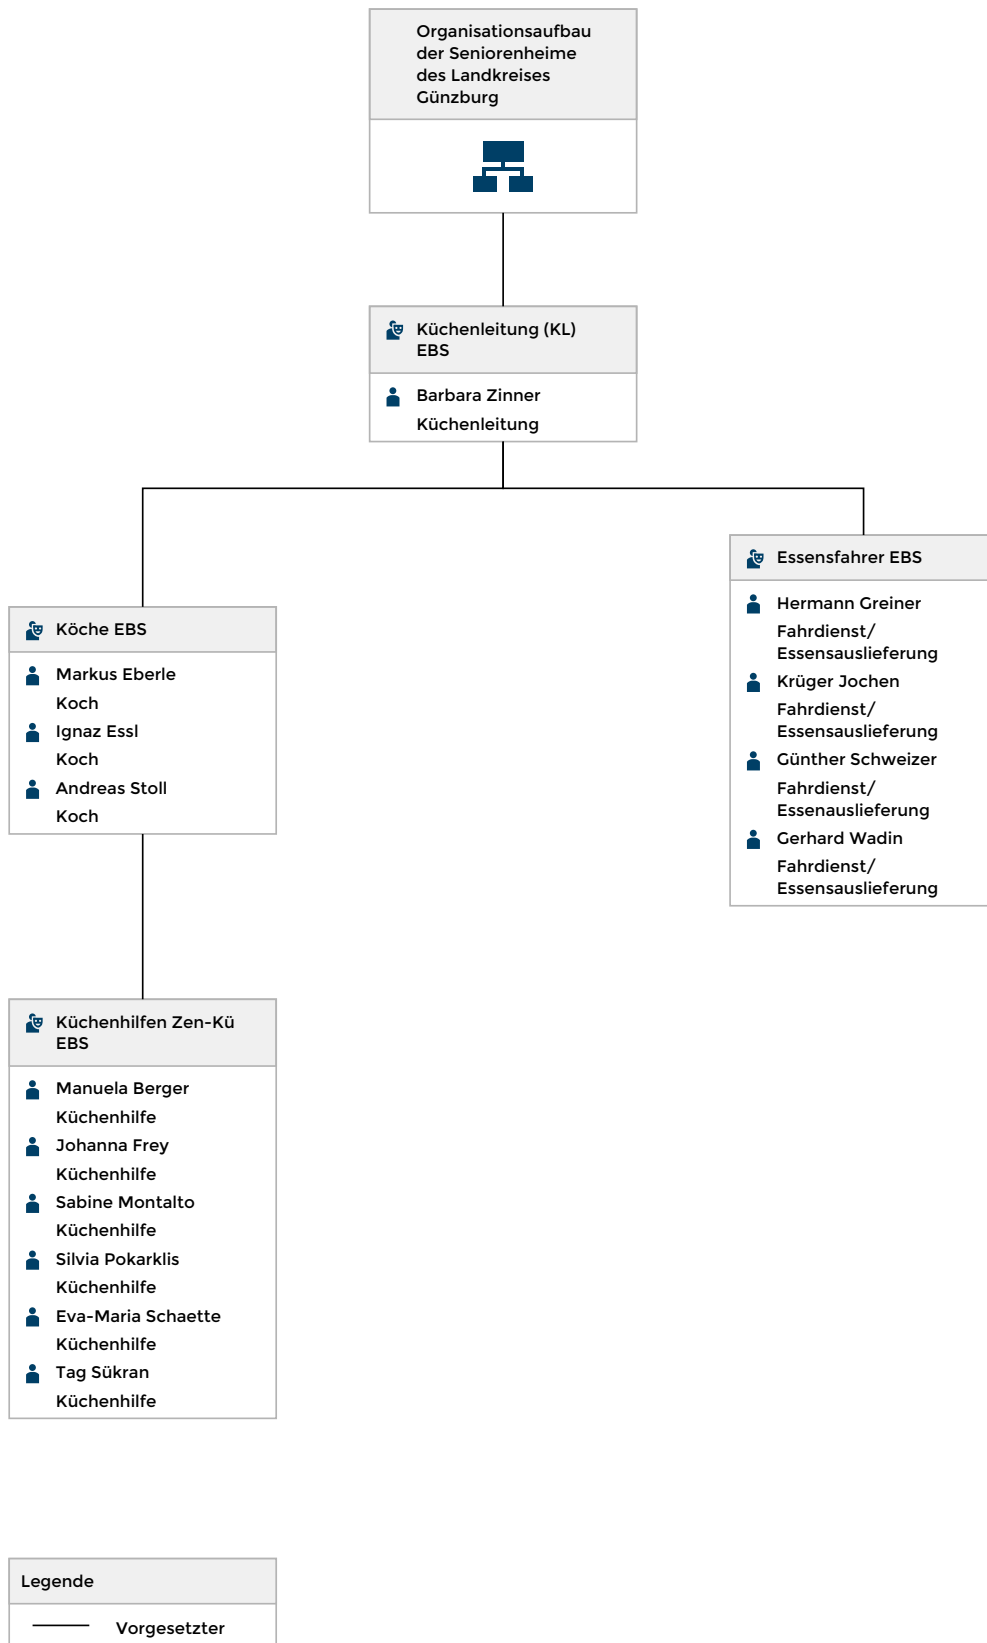 Organisationsaufbau
der Seniorenheime
des Landkreises
Günzburg
Küchenleitung (KL)
EBS
Barbara Zinner
Küchenleitung
Köche EBS
Markus Eberle
Koch
Ignaz Essl
Koch
Andreas Stoll
Koch
Essensfahrer EBS
Hermann Greiner
Fahrdienst/
Essensauslieferung
Krüger Jochen
Fahrdienst/
Essensauslieferung
Günther Schweizer
Fahrdienst/
Essenauslieferung
Gerhard Wadin
Fahrdienst/
Essensauslieferung
Küchenhilfen Zen-Kü
EBS
Manuela Berger
Küchenhilfe
Johanna Frey
Küchenhilfe
Sabine Montalto
Küchenhilfe
Silvia Pokarklis
Küchenhilfe
Eva-Maria Schaette
Küchenhilfe
Tag Sükran
Küchenhilfe
Legende
Vorgesetzter